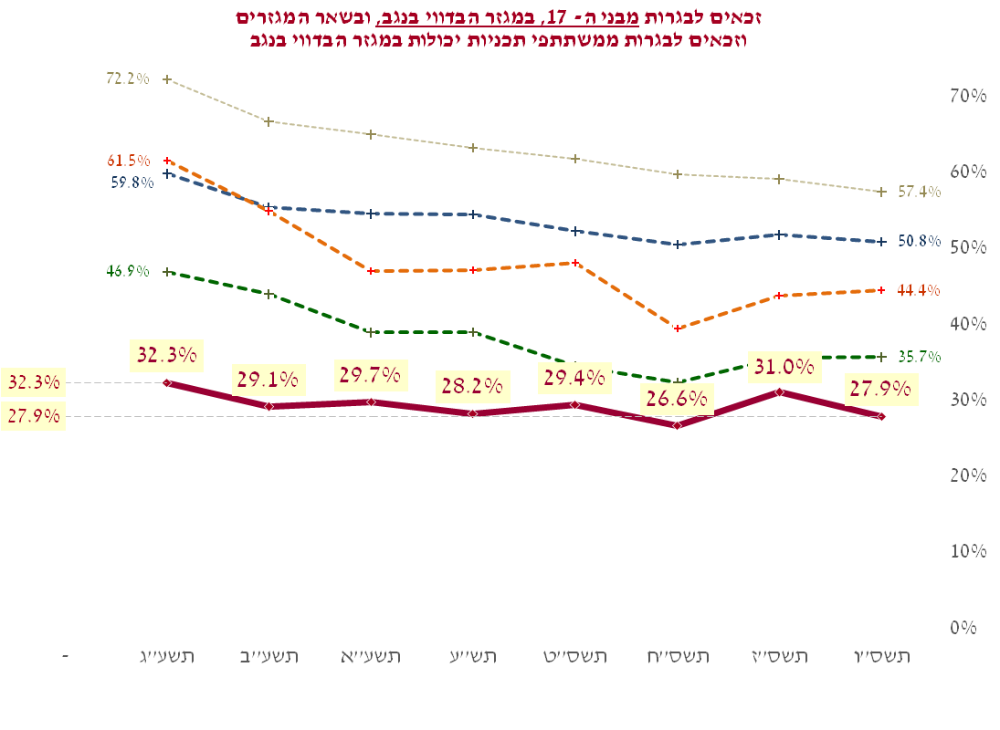 זכאים לבגרות מבני ה- 17, במגזר הבדווי בנגב, ובשאר המגזרים
וזכאים לבגרות ממשתתפי תכניות יכולות במגזר הבדווי בנגב
72.2%
70%
61.5%
60%
59.8%
57.4%
50.8%
50%
46.9%
44.4%
40%
32.3%
35.7%
29.1%
29.7%
28.2%
29.4%
26.6%
31.0%
27.9%
32.3%
30%
27.9%
20%
10%
0%
תשס''ו
תשס''ז
תשס''ח
תשס''ט
תש''ע
תשע''א
תשע''ב
תשע''ג
-